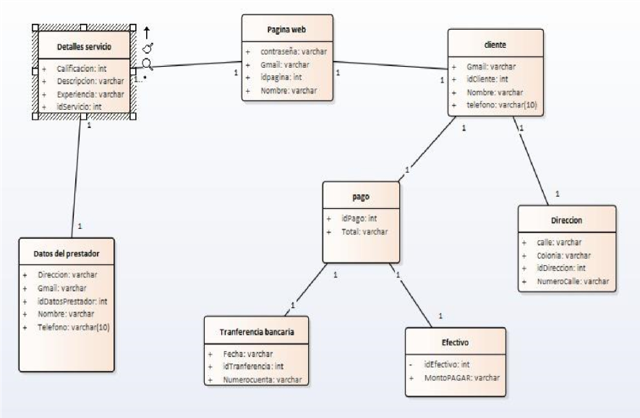 Detalles servicio
+ Calificacion: int
+ Descripcion: varchar
+ Experiencia: varchar
+ idServicio: int
1..*
1
1
Pagina web
+ contraseña: varchar
+ Gmail: varchar
+ idpagina: int
+ Nombre: varchar
1
1
cliente
+ Gmail: varchar
+ idCliente: int
+ Nombre: varchar
+ telefono: varchar(10)
1
1
1
1
pago
+ idPago: int
+ Total: varchar
1
1
Direccion
+ calle: varchar
+ Colonia: varchar
+ idDireccion: int
+ NumeroCalle: varchar
1
Datos del prestador
+ Direccion: varchar
+ Gmail: varchar
+ idDatosPrestador: int
+ Nombre: varchar
+ Telefono: varchar(10)
1
Tranferencia bancaria
+ Fecha: varchar
+ idTranferencia: int
+ Numerocuenta: varchar
1
Efectivo
- idEfectivo: int
+ MontoPAGAR: varchar